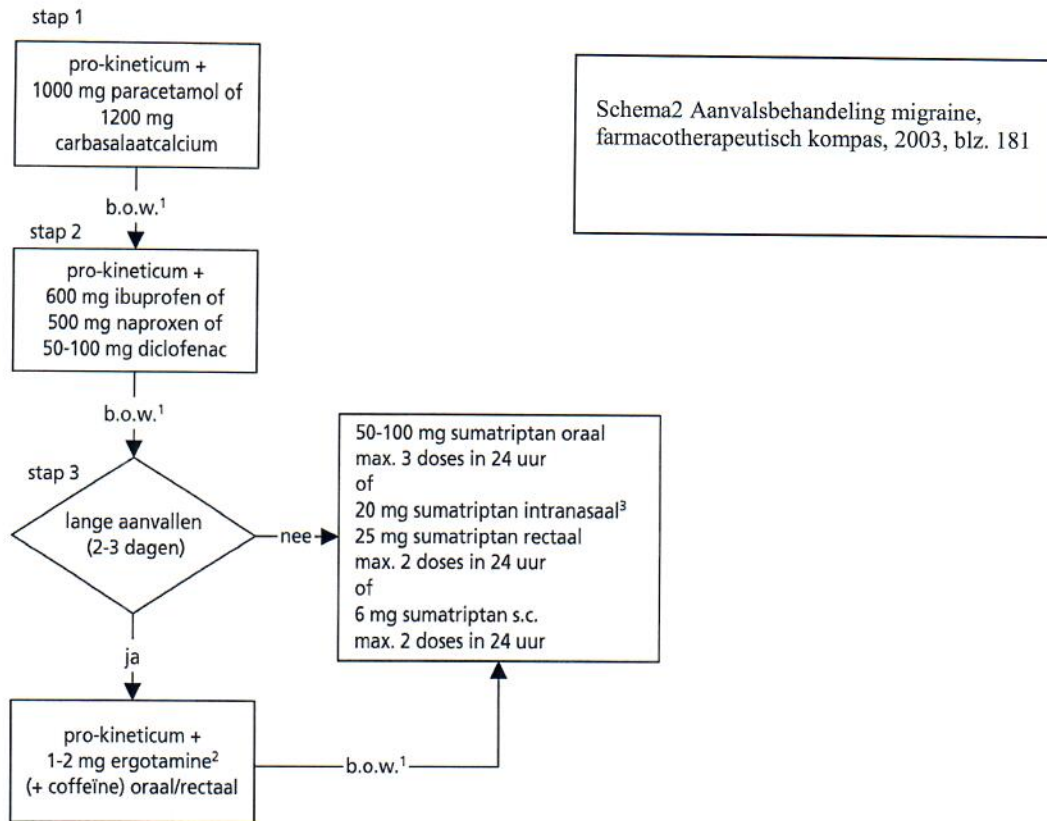 stap 1
pro-kineticum +
1000 mg paracetamol of
1200 mg
carbasalaatcalcium
Schema2 Aanvalsbehandeling migraine,
farmacotherapeutisch kompas, 2003, blz. 181
b.o.w.¹
stap 2
pro-kineticum +
600 mg ibuprofen of
500 mg naproxen of
50-100 mg diclofenac
b.o.w.¹
stap 3
lange aanvallen
(2-3 dagen)
nee
50-100 mg sumatriptan oraal
max. 3 doses in 24 uur
of
20 mg sumatriptan intranasaal³
25 mg sumatriptan rectaal
max. 2 doses in 24 uur
of
6 mg sumatriptan s.c.
max. 2 doses in 24 uur
ja
pro-kineticum +
1-2 mg ergotamine²
(+ coffeïne) oraal/rectaal
b.o.w.¹